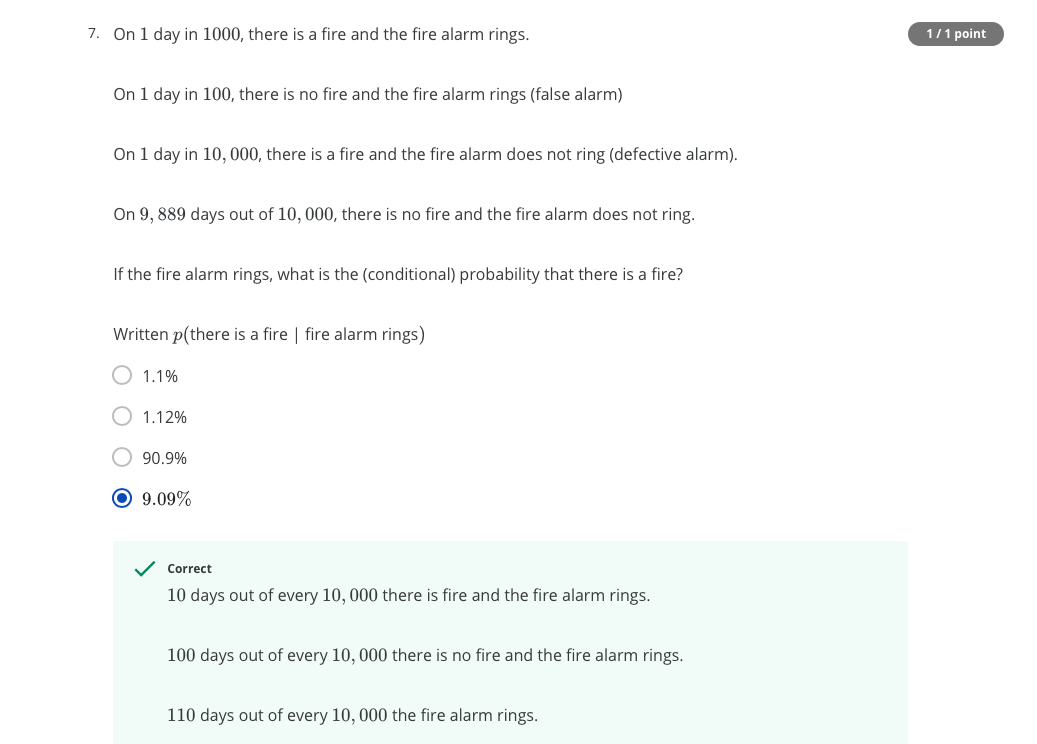 7. On 1 day in 1000, there is a fire and the fire alarm rings.
1 / 1 point
On 1 day in 100, there is no fire and the fire alarm rings (false alarm)
On 1 day in 10, 000, there is a fire and the fire alarm does not ring (defective alarm).
On 9, 889 days out of 10, 000, there is no fire and the fire alarm does not ring.
If the fire alarm rings, what is the (conditional) probability that there is a fire?
Written p(there is a fire | fire alarm rings)
1.1%
1.12%
90.9%
9.09%
Correct
10 days out of every 10, 000 there is fire and the fire alarm rings.
100 days out of every 10, 000 there is no fire and the fire alarm rings.
110 days out of every 10, 000 the fire alarm rings.